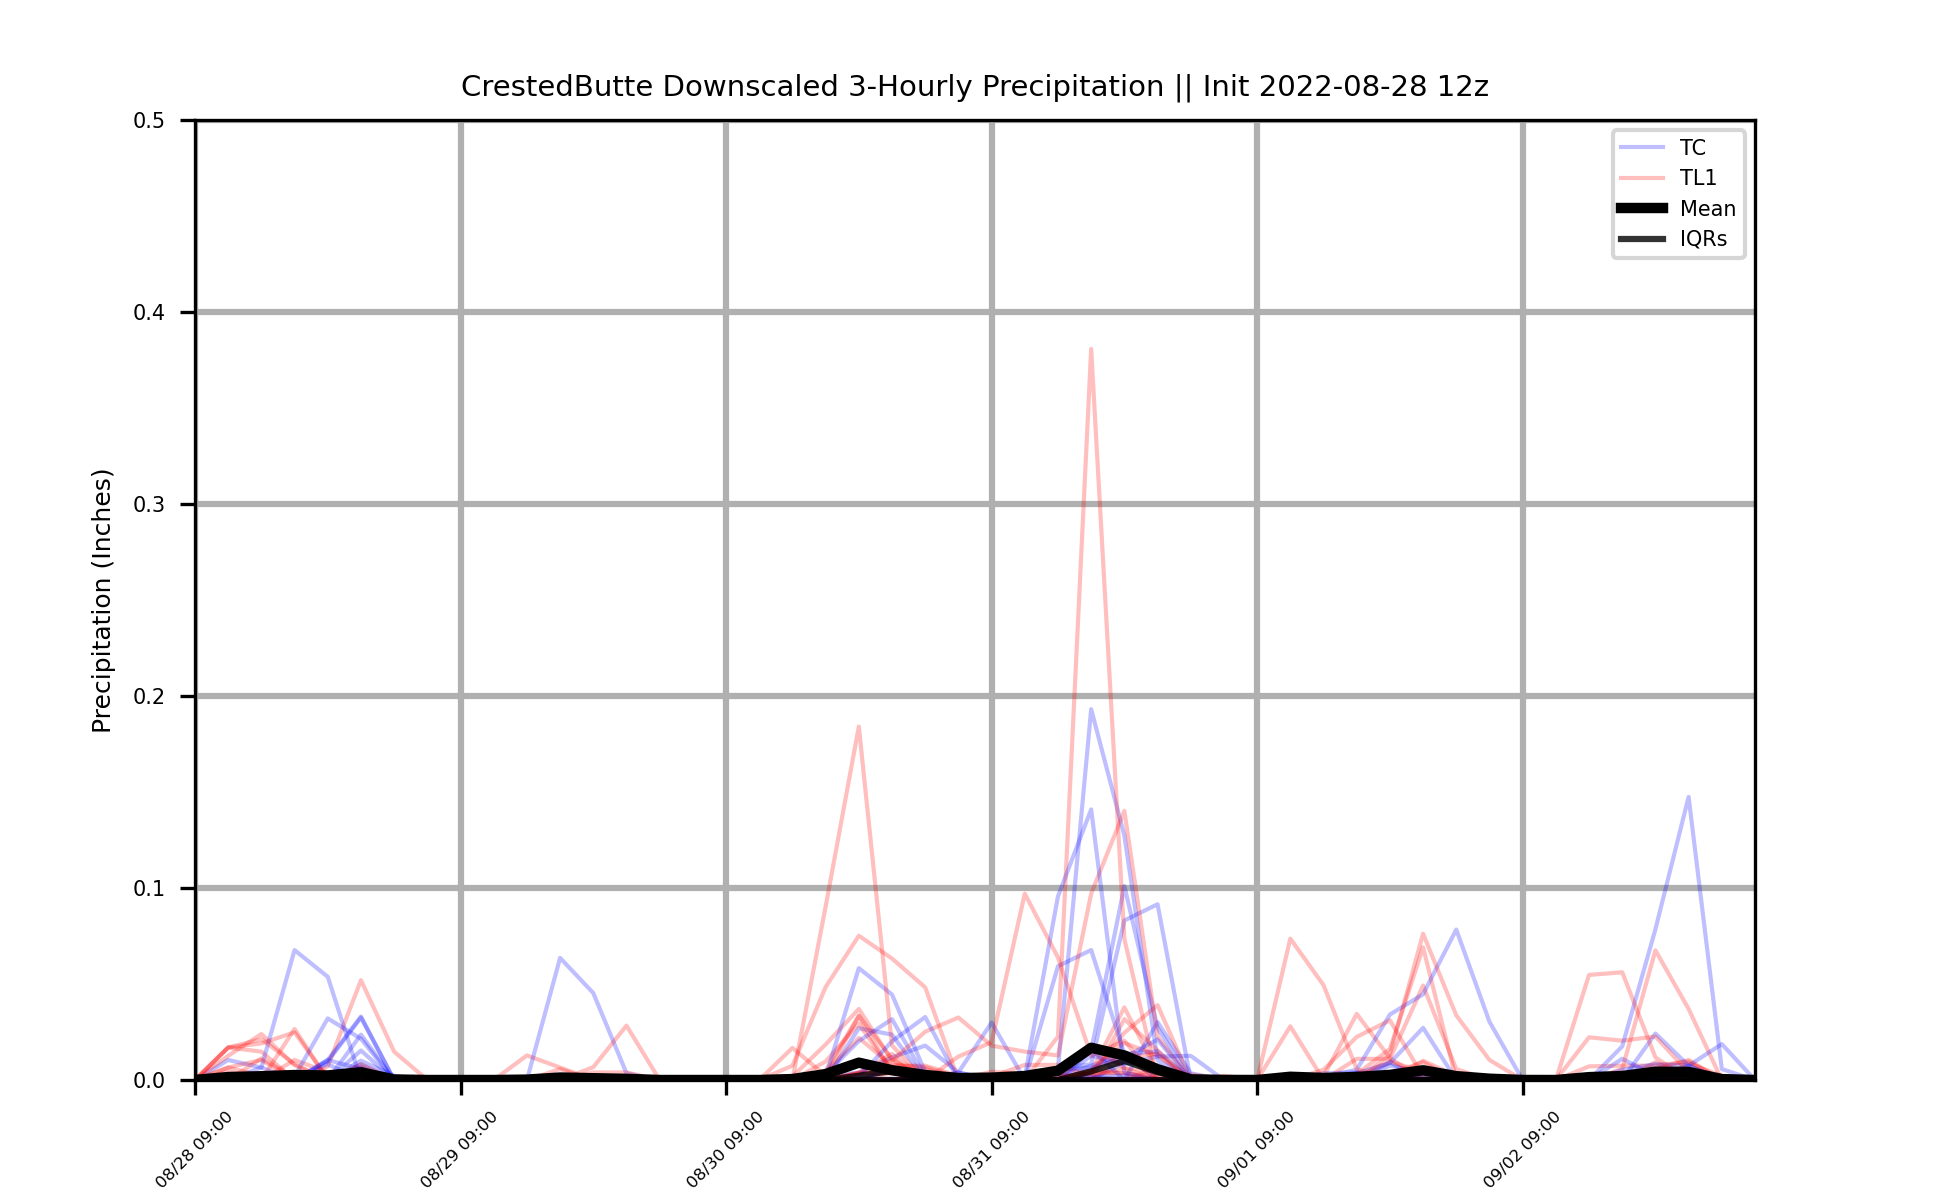 CrestedButte Downscaled 3-Hourly Precipitation || Init 2022-08-28 12z
Precipitation (Inches)
0.5
0.4
0.3
0.2
0.1
0.0
TC
TL1
Mean
IQRs
08/28 09:00
08/29 09:00
08/30 09:00
08/31 09:00
09/01 09:00
09/02 09:00